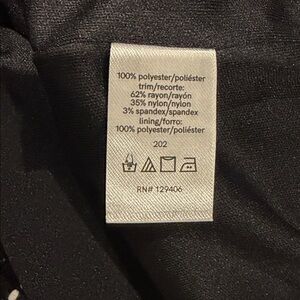 100% polyester/poliéster
trim/recorte:
62% rayon/rayón
35% nylon/nylon
3% spandex/spandex
lining/forro:
100% polyester/poliéster
202
RN# 129406